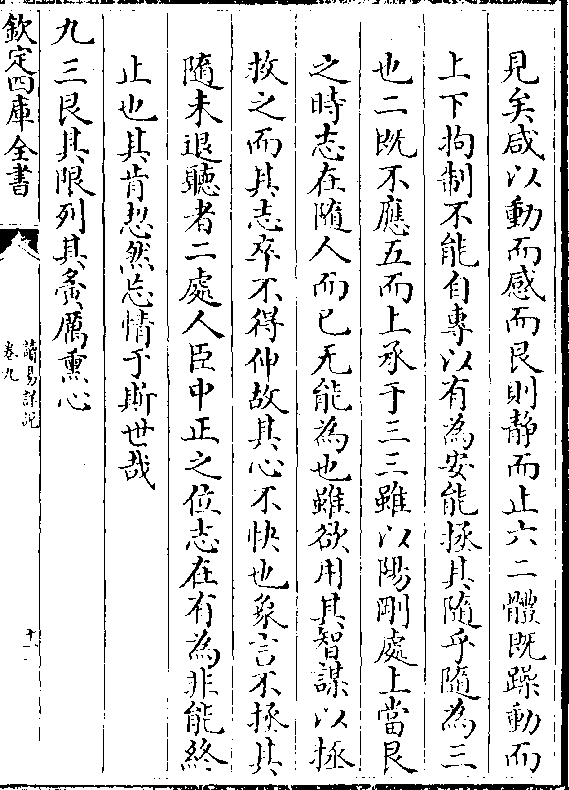 見矣咸以動而感而艮則静而止六二體既躁動而
上下拘制不能自專以有為安能拯其隨乎隨為三
也二既不應五而上承于三三雖以陽剛處上當艮
之時志在隨人而已无能為也雖欲用其智謀以拯
救之而其志卒不得伸故其心不快也象言不拯其
隨未退聽者二處人臣中正之位志在有為非能終
止也其肯恝然忘情于斯世哉
九三艮其限列其夤厲熏心
欽定四庫全書
讀易詳説
卷九
十一